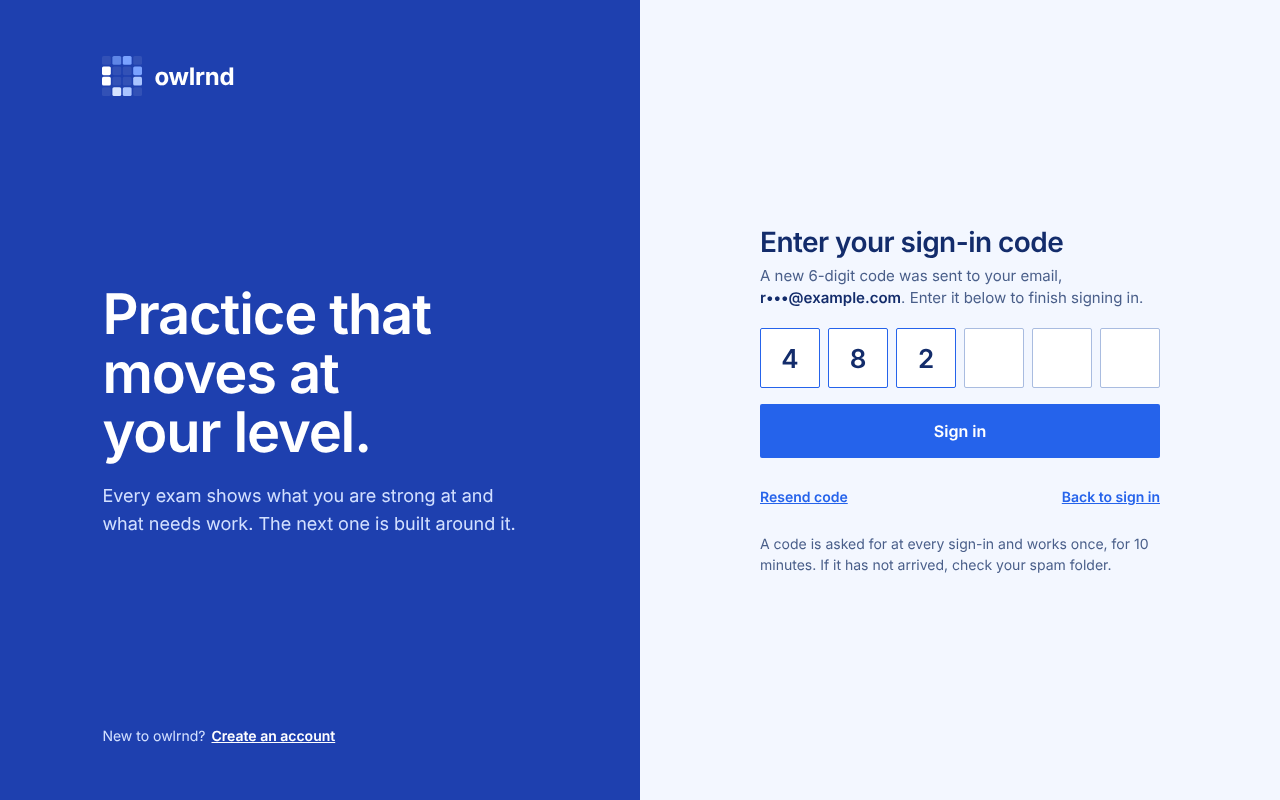 owlrnd
Practice that
moves at
your level.
Every exam shows what you are strong at and
what needs work. The next one is built around it.
New to owlrnd? Create an account
Enter your sign-in code
A new 6-digit code was sent to your email,
r•••@example.com. Enter it below to finish signing in.
4 8 2
Sign in
Resend code Back to sign in
A code is asked for at every sign-in and works once, for 10
minutes. If it has not arrived, check your spam folder.